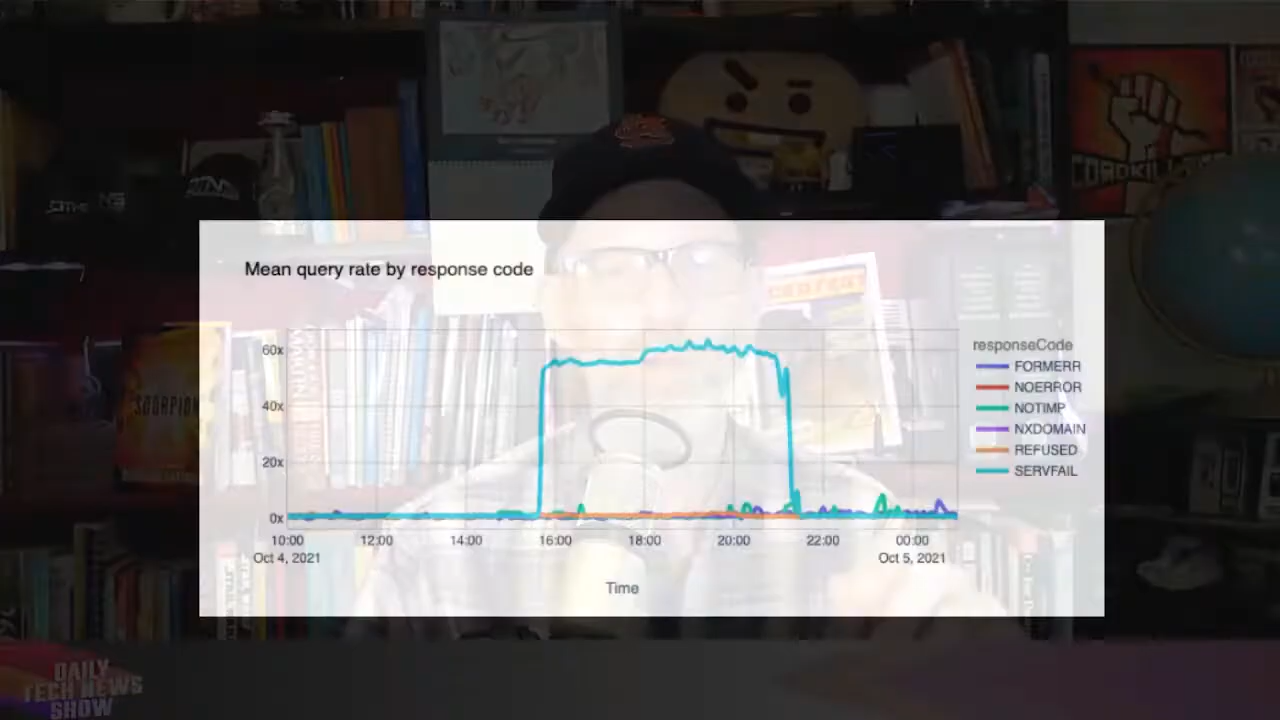 CORDKILLERS
SCORPION
Mean query rate by response code
60x
40x
20x
0x
10:00 12:00 14:00 16:00 18:00 20:00 22:00 00:00
Oct 4, 2021 Oct 5, 2021
Time
responseCode
FORMERR
NOERROR
NOTIMP
NXDOMAIN
REFUSED
SERVFAIL
DAILY
TECH NEWS
SHOW